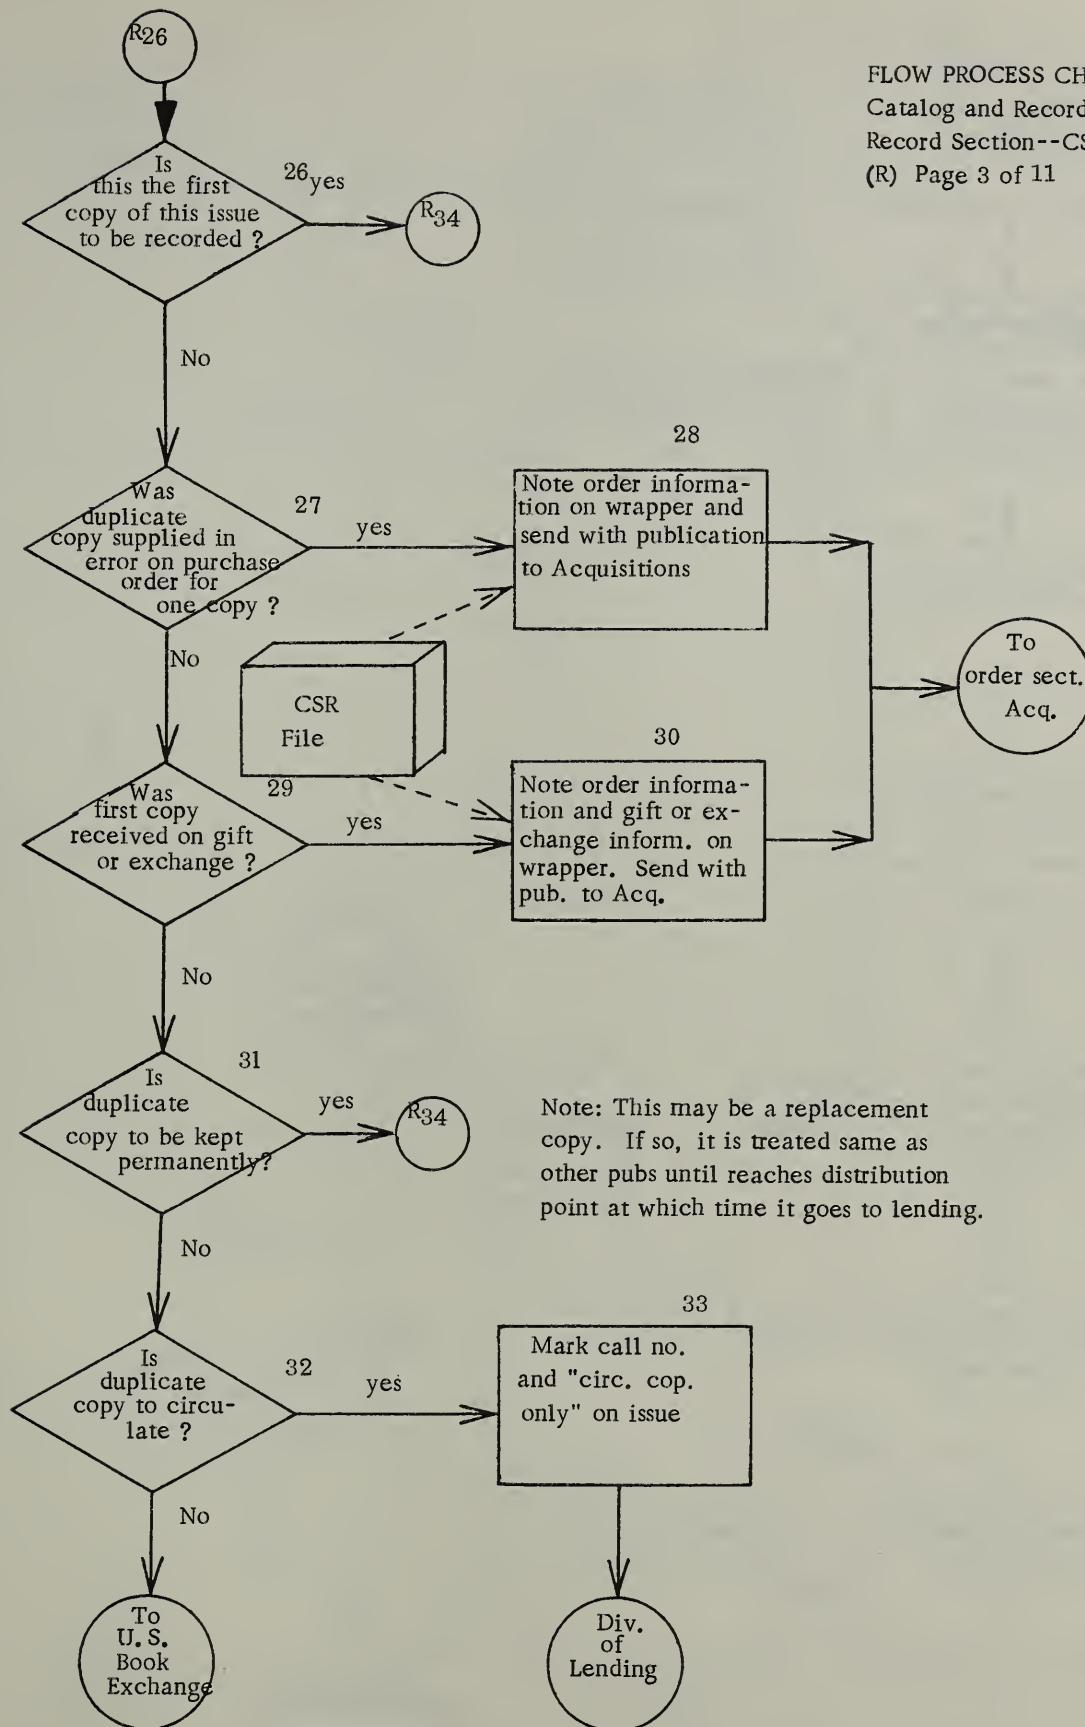 R26
FLOW PROCESS CH
Catalog and Record
Record Section--CS
(R) Page 3 of 11
Is
this the first
copy of this issue
to be recorded ?
26
yes
R34
No
Was
duplicate
copy supplied in
error on purchase
order for
one copy ?
27
yes
28
Note order informa-
tion on wrapper and
send with publication
to Acquisitions
No
CSR
File
To
order sect.
Acq.
Was
first copy
received on gift
or exchange ?
29
yes
30
Note order informa-
tion and gift or ex-
change inform. on
wrapper. Send with
pub. to Acq.
No
Is
duplicate
copy to be kept
permanently?
31
yes
R34
Note: This may be a replacement
copy. If so, it is treated same as
other pubs until reaches distribution
point at which time it goes to lending.
No
Is
duplicate
copy to circu-
late ?
32
yes
33
Mark call no.
and "circ. cop.
only" on issue
No
To
U. S.
Book
Exchange
Div.
of
Lending